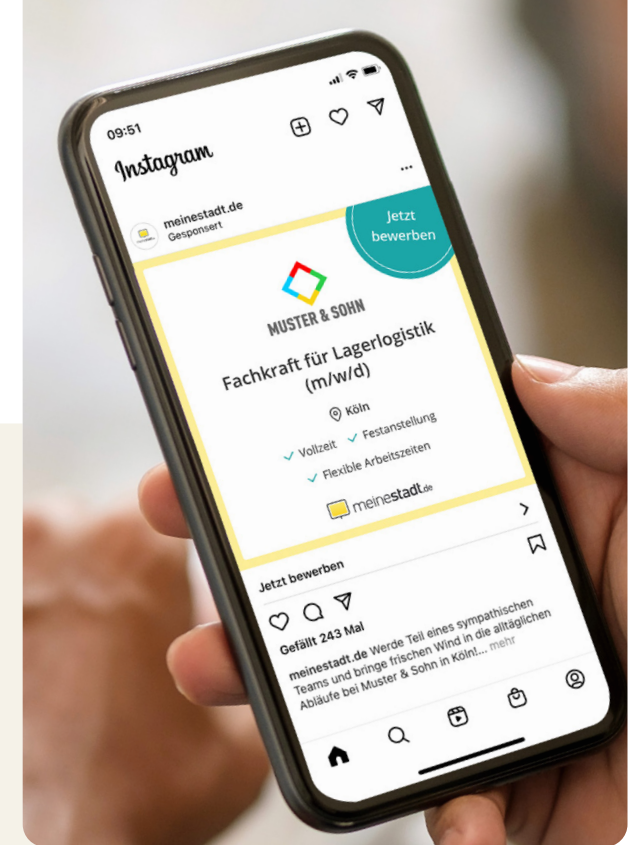 09:51
Instagram
meinestadt.de
Gesponsert
Jetzt
bewerben
MUSTER & SOHN
Fachkraft für Lagerlogistik
(m/w/d)
Köln
Vollzeit Festanstellung
Flexible Arbeitszeiten
meinestadt.de
Jetzt bewerben
Gefällt 243 Mal
meinestadt.de Werde Teil eines sympathischen
Teams und bringe frischen Wind in die alltäglichen
Abläufe bei Muster & Sohn in Köln!... mehr